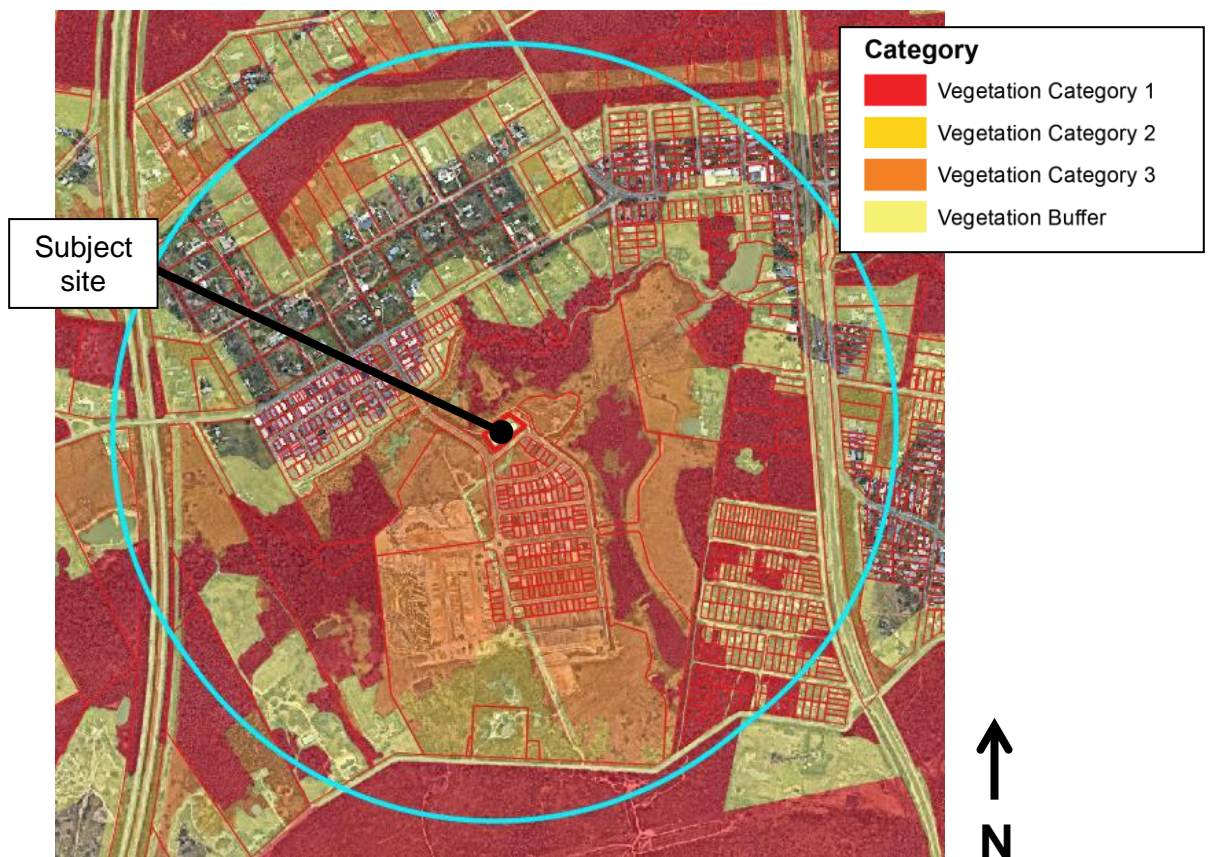 Category
Vegetation Category 1
Vegetation Category 2
Vegetation Category 3
Vegetation Buffer
Subject
site
N